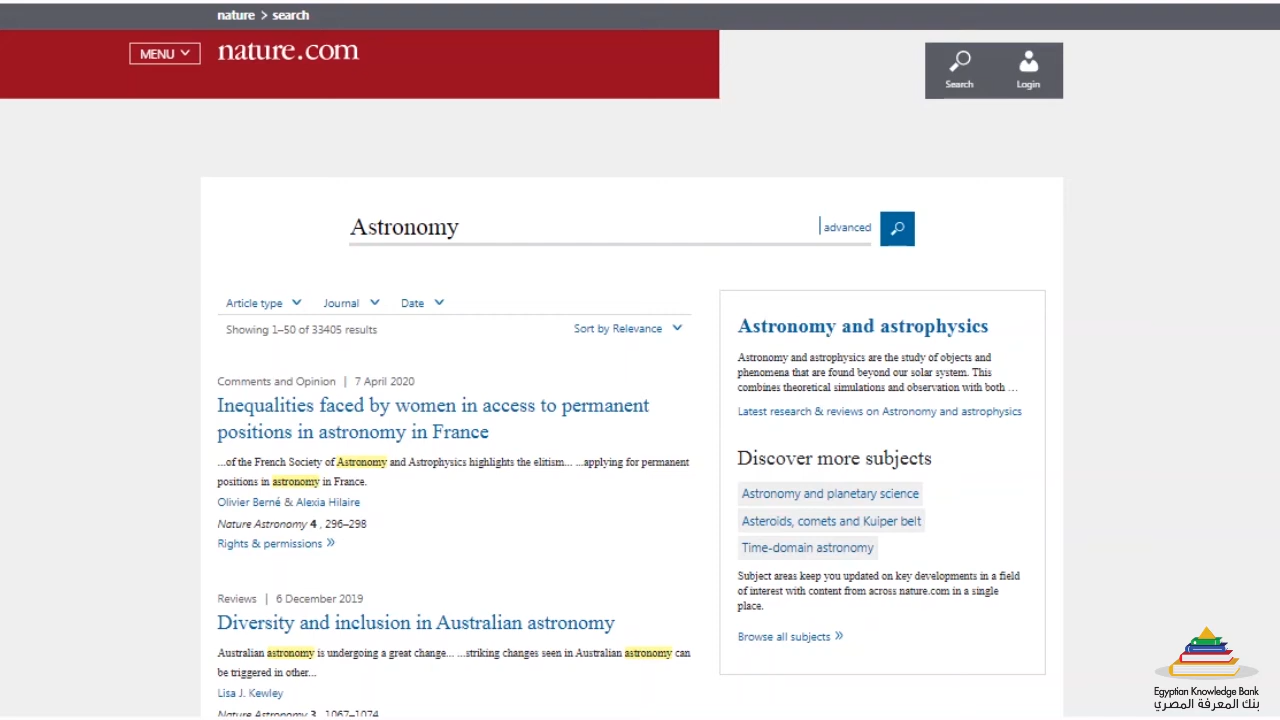 nature > search
MENU
nature.com
Search
Login
Astronomy
advanced
Article type
Journal
Date
Showing 1–50 of 33405 results
Sort by Relevance
Comments and Opinion | 7 April 2020
Inequalities faced by women in access to permanent
positions in astronomy in France
...of the French Society of Astronomy and Astrophysics highlights the elitism... ...applying for permanent
positions in astronomy in France.
Olivier Berné & Alexia Hilaire
Nature Astronomy 4 , 296–298
Rights & permissions »
Reviews | 6 December 2019
Diversity and inclusion in Australian astronomy
Australian astronomy is undergoing a great change... ...striking changes seen in Australian astronomy can
be triggered in other...
Lisa J. Kewley
Nature Astronomy 3, 1067–1074
Astronomy and astrophysics
Astronomy and astrophysics are the study of objects and
phenomena that are found beyond our solar system. This
combines theoretical simulations and observation with both …
Latest research & reviews on Astronomy and astrophysics
Discover more subjects
Astronomy and planetary science
Asteroids, comets and Kuiper belt
Time-domain astronomy
Subject areas keep you updated on key developments in a field
of interest with content from across nature.com in a single
place.
Browse all subjects »
Egyptian Knowledge Bank
بنك المعرفة المصري